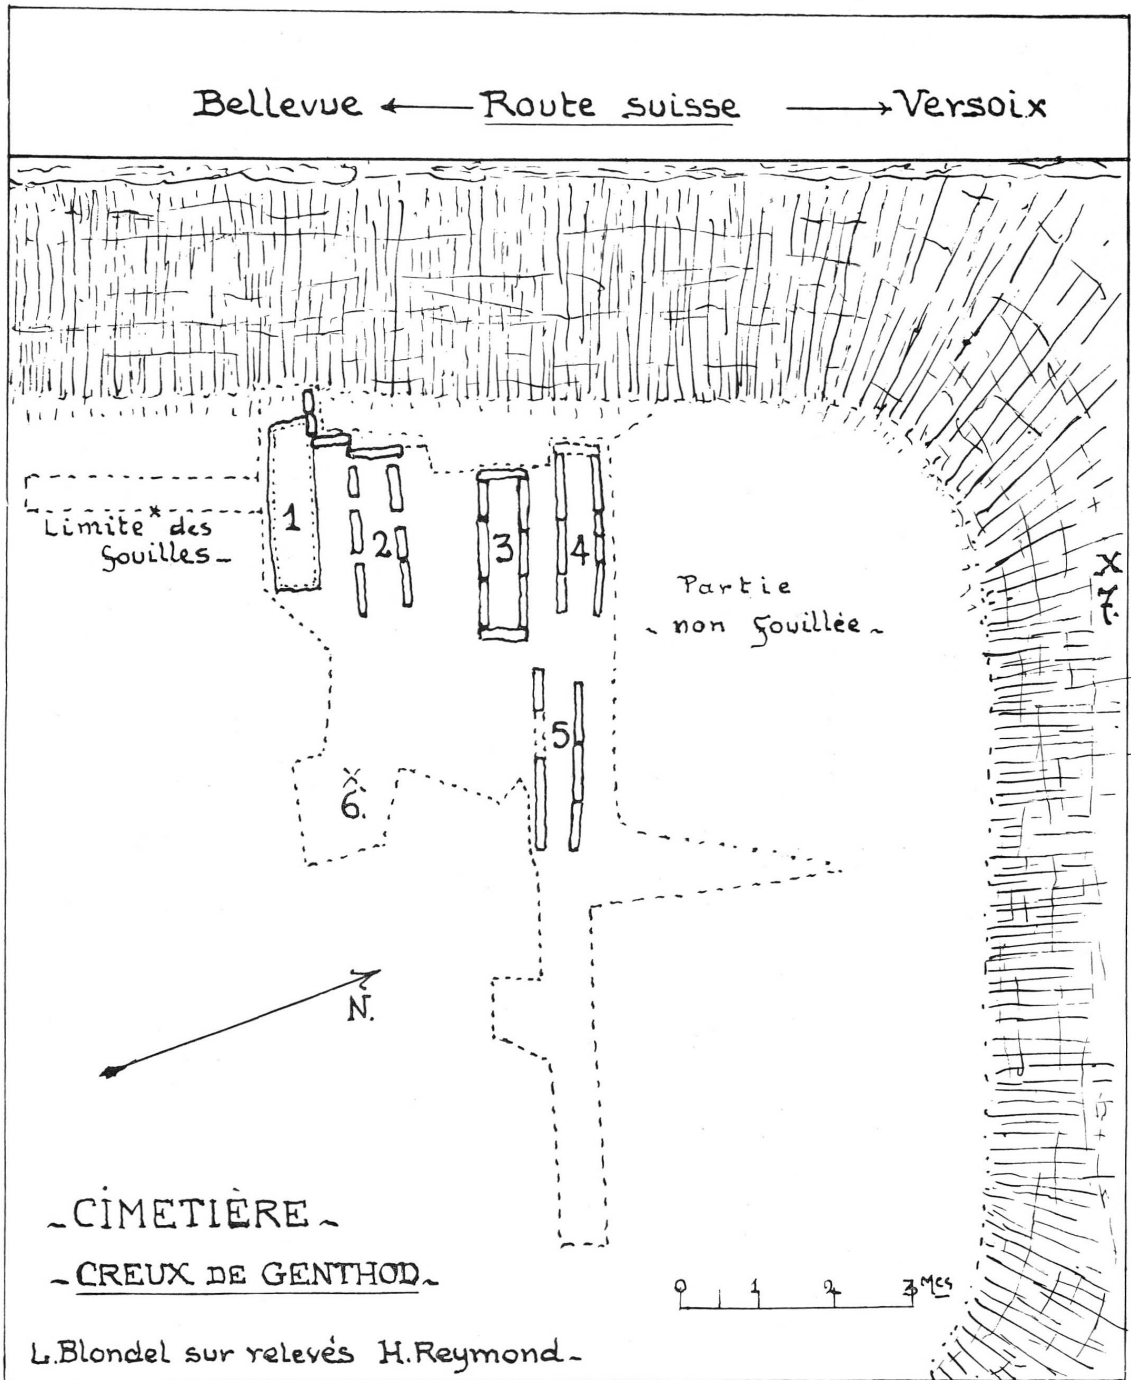 Bellevue ← Route suisse → Versoix
Limite des
fouilles -
1
2
3
4
Partie
- non fouillée -
X
7.
5
X
6.
N.
- CIMETIÈRE -
- CREUX DE GENTHOD -
0 1 2 3 Mcs
L. Blondel sur relevés H. Reymond -